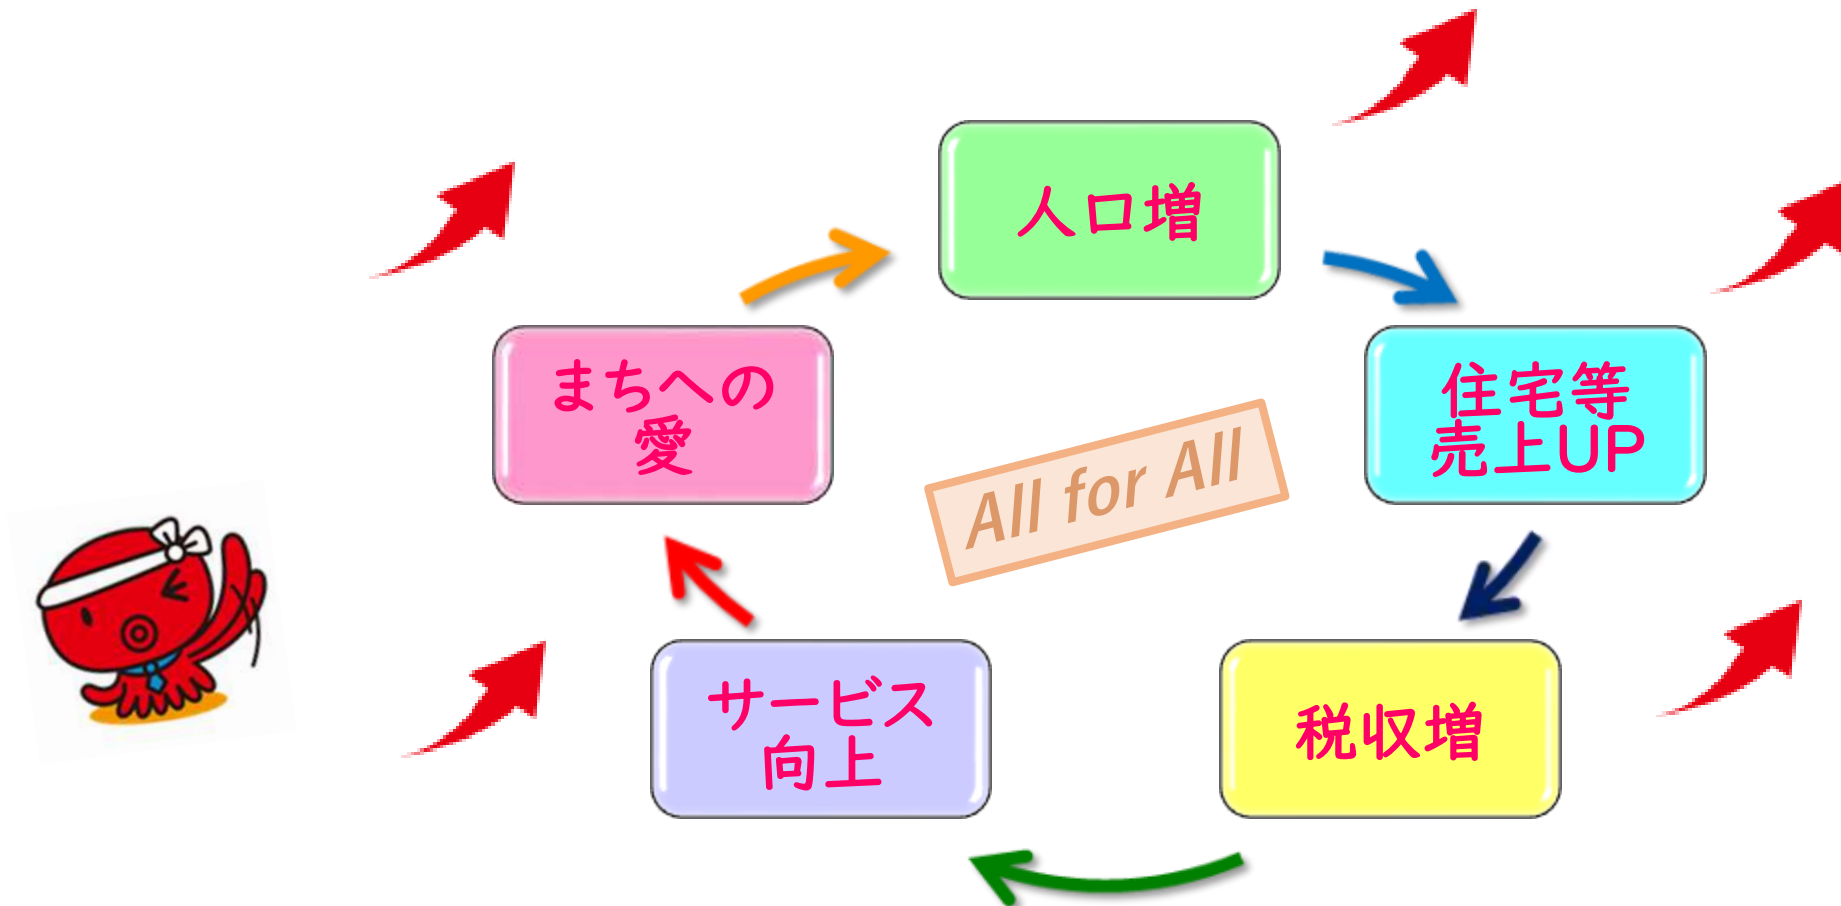 人口増
まちへの
愛
住宅等
売上UP
All for All
サービス
向上
税収増